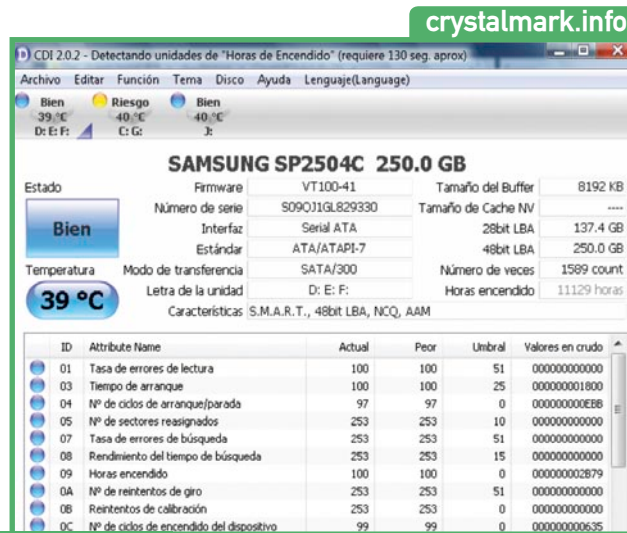 crystalmark.info
CDI 2.0.2 - Detectando unidades de "Horas de Encendido" (requiere 130 seg. aprox)
Archivo Editar Función Tema Disco Ayuda Lenguaje(Language)
Bien Riesgo Bien
39 °C 40 °C 40 °C
D: E: F: C: G: J:
SAMSUNG SP2504C 250.0 GB
Estado Firmware VT100-41 Tamaño del Buffer 8192 KB
Bien Número de serie S09QJ1GL829330 Tamaño de Cache NV ----
Interfaz Serial ATA 28bit LBA 137.4 GB
Estándar ATA/ATAPI-7 48bit LBA 250.0 GB
Temperatura Modo de transferencia SATA/300 Número de veces 1589 count
39 °C Letra de la unidad D: E: F: Horas encendido 11129 horas
Características S.M.A.R.T., 48bit LBA, NCQ, AAM
ID Attribute Name Actual Peor Umbral Valores en crudo
01 Tasa de errores de lectura 100 100 51 000000000000
03 Tiempo de arranque 100 100 25 000000001800
04 Nº de ciclos de arranque/parada 97 97 0 000000000EBB
05 Nº de sectores reasignados 253 253 10 000000000000
07 Tasa de errores de búsqueda 253 253 51 000000000000
08 Rendimiento del tiempo de búsqueda 253 253 15 000000000000
09 Horas encendido 100 100 0 000000002B79
0A Nº de reintentos de giro 253 253 51 000000000000
0B Reintentos de calibración 253 253 0 000000000000
0C Nº de ciclos de encendido del dispositivo 99 99 0 000000000635